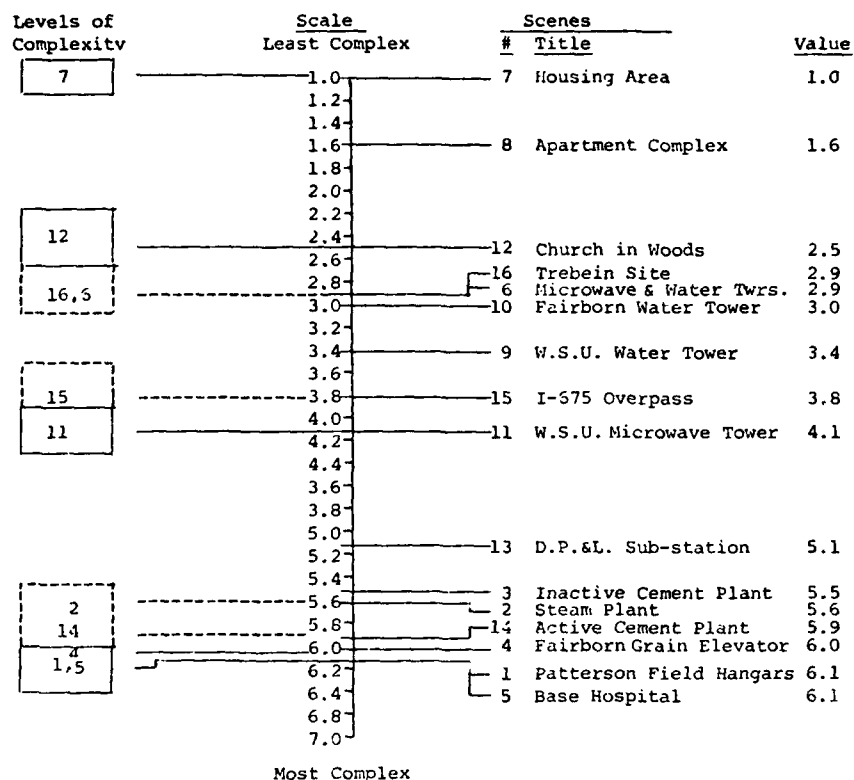 Levels of Scale Scenes
Complexity Least Complex # Title Value
7 1.0 7 Housing Area 1.0
1.2
1.4
1.6 8 Apartment Complex 1.6
1.8
2.0
2.2
12 2.4
12 Church in Woods 2.5
2.6
16 Trebein Site 2.9
16,6 2.8 6 Microwave & Water Twrs. 2.9
3.0 10 Fairborn Water Tower 3.0
3.2
3.4 9 W.S.U. Water Tower 3.4
3.6
15 3.8 15 I-675 Overpass 3.8
4.0
11 11 W.S.U. Microwave Tower 4.1
4.2
4.4
3.6
3.8
5.0
13 D.P.&L. Sub-station 5.1
5.2
5.4
3 Inactive Cement Plant 5.5
2 5.6 2 Steam Plant 5.6
14 5.8 14 Active Cement Plant 5.9
4 6.0 4 Fairborn Grain Elevator 6.0
1,5 6.2 1 Patterson Field Hangars 6.1
6.4 5 Base Hospital 6.1
6.8
7.0
Most Complex